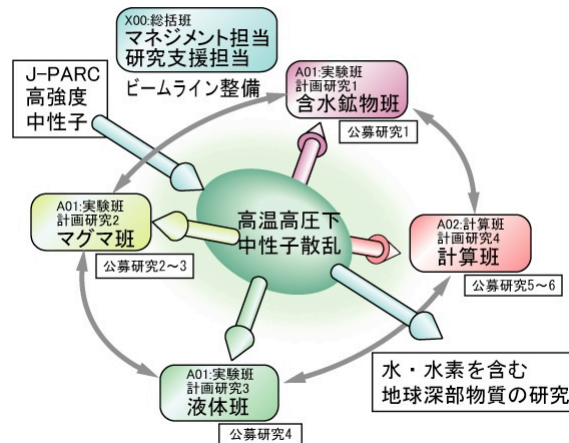 X00:総括班
マネジメント担当
研究支援担当
ビームライン整備
J-PARC
高強度
中性子
A01:実験班
計画研究1
含水鉱物班
公募研究1
A01:実験班
計画研究2
マグマ班
公募研究2～3
高温高圧下
中性子散乱
A02:計算班
計画研究4
計算班
公募研究5～6
A01:実験班
計画研究3
液体班
公募研究4
水・水素を含む
地球深部物質の研究